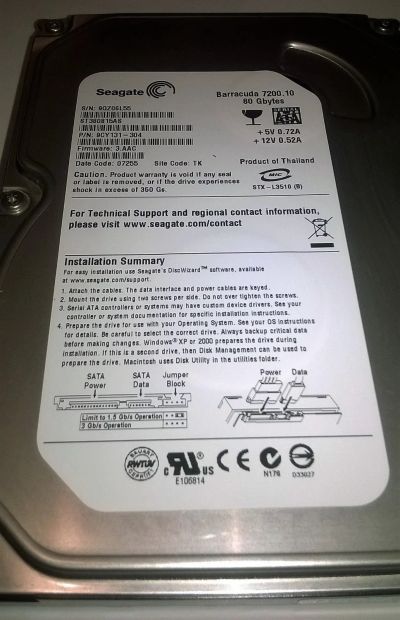 Seagate
Barracuda 7200.10
80 Gbytes
S/N: 9QZ06L55
ST380815AS
P/N: 9CY131-304
Firmware: 3.AAC
Date Code: 07255 Site Code: TK
SERIAL
SATA
+5V 0.72A
+12V 0.52A
Product of Thailand
Caution. Product warranty is void if any seal
or label is removed, or if the drive experiences
shock in excess of 350 Gs.
MIC
STX-L3510 (B)
For Technical Support and regional contact information,
please visit www.seagate.com/contact
Installation Summary
For easy installation use Seagate's DiscWizard™ software, available
at www.seagate.com/support.
1. Attach the cables. The data interface and power cables are keyed.
2. Mount the drive using two screws per side. Do not over tighten the screws.
3. Serial ATA controllers or systems may have custom device drivers. See your
controller or system documentation for specific installation instructions.
4. Prepare the drive for use with your Operating System. See your OS instructions
for details. Be careful to select the correct drive. Always backup critical data
before making changes. Windows® XP or 2000 prepares the drive during
installation. If this is a second drive, then Disk Management can be used to
prepare the drive. Macintosh uses Disk Utility in the utilities folder.
SATA Power
SATA Data
Jumper Block
Power Data
Limit to 1.5 Gb/s Operation
3 Gb/s Operation
BAUART GEPRÜFT
RWTÜV
c RU® US
E106814
CE
N176
D33027